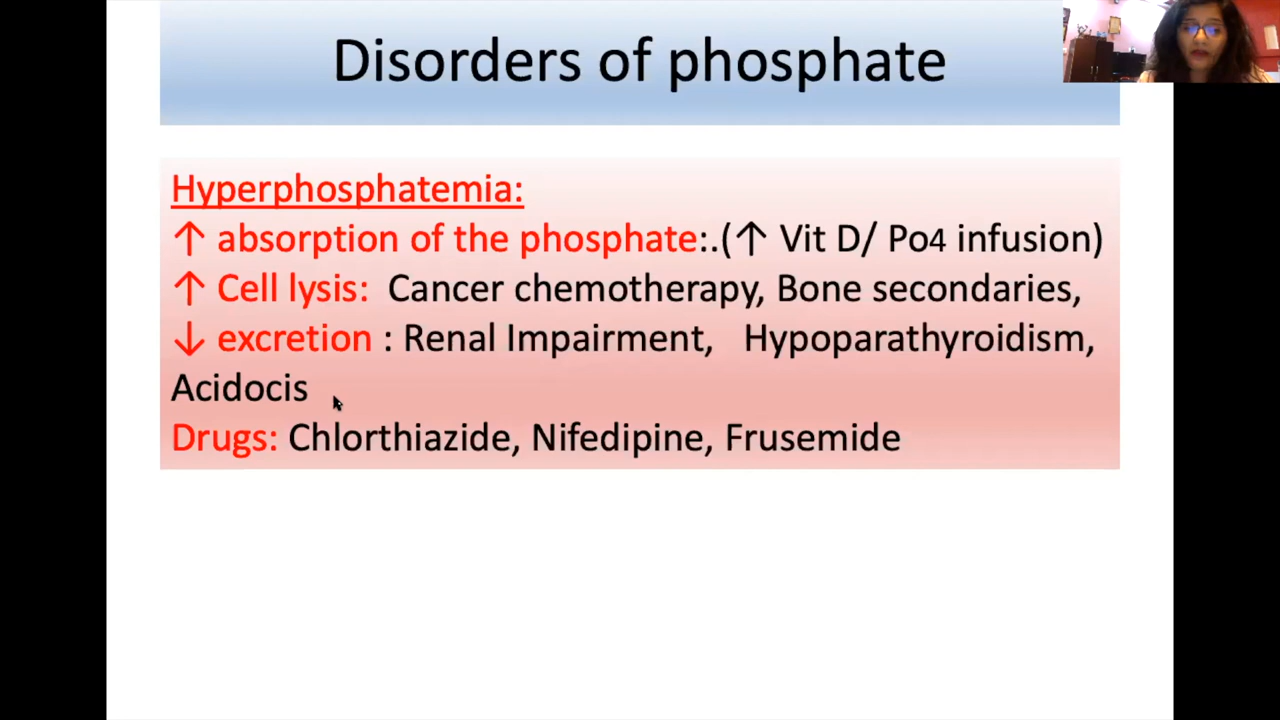 Disorders of phosphate
Hyperphosphatemia:
↑ absorption of the phosphate:.(↑ Vit D/ Po4 infusion)
↑ Cell lysis: Cancer chemotherapy, Bone secondaries,
↓ excretion : Renal Impairment, Hypoparathyroidism,
Acidocis
Drugs: Chlorthiazide, Nifedipine, Frusemide